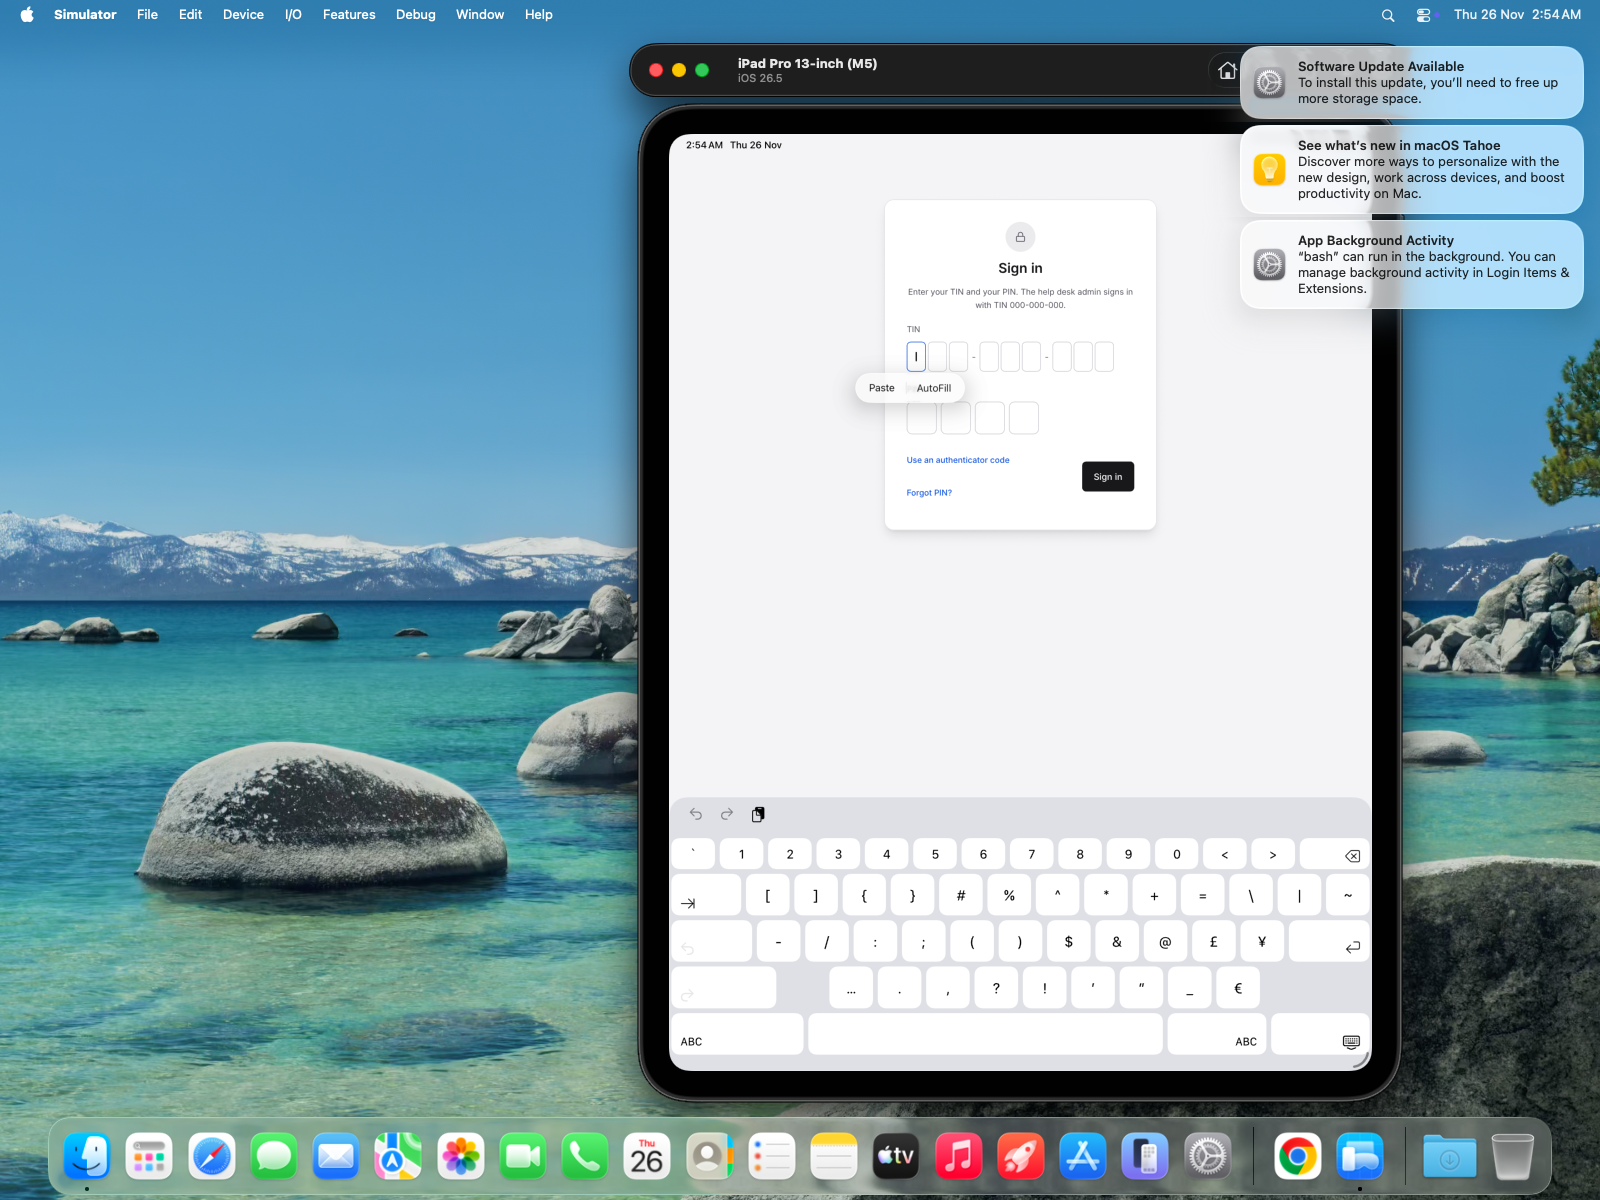 Simulator File Edit Device I/O Features Debug Window Help
Thu 26 Nov 2:54 AM
iPad Pro 13-inch (M5)
iOS 26.5
Software Update Available
To install this update, you’ll need to free up
more storage space.
See what’s new in macOS Tahoe
Discover more ways to personalize with the
new design, work across devices, and boost
productivity on Mac.
App Background Activity
“bash” can run in the background. You can
manage background activity in Login Items &
Extensions.
2:54 AM Thu 26 Nov
Sign in
Enter your TIN and your PIN. The help desk admin signs in
with TIN 000-000-000.
TIN
- -
Paste AutoFill
Use an authenticator code
Sign in
Forgot PIN?
` 1 2 3 4 5 6 7 8 9 0 < >
[ ] { } # % ^ * + = \ | ~
- / : ; ( ) $ & @ £ ¥
… . , ? ! ' " _ €
ABC ABC
Thu
26
tv